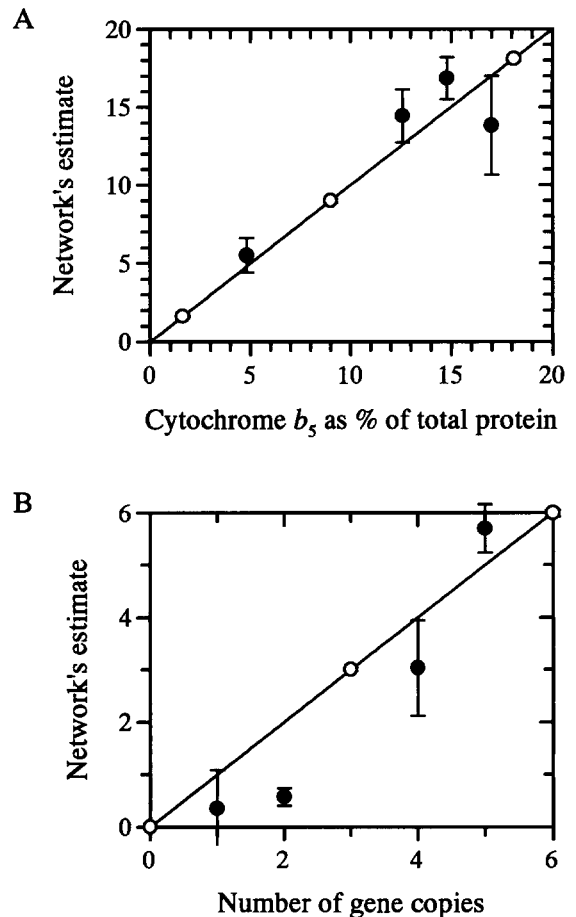 A
Network's estimate
20
15
10
5
0
0 5 10 15 20
Cytochrome b5 as % of total protein
B
Network's estimate
6
4
2
0
0 2 4 6
Number of gene copies